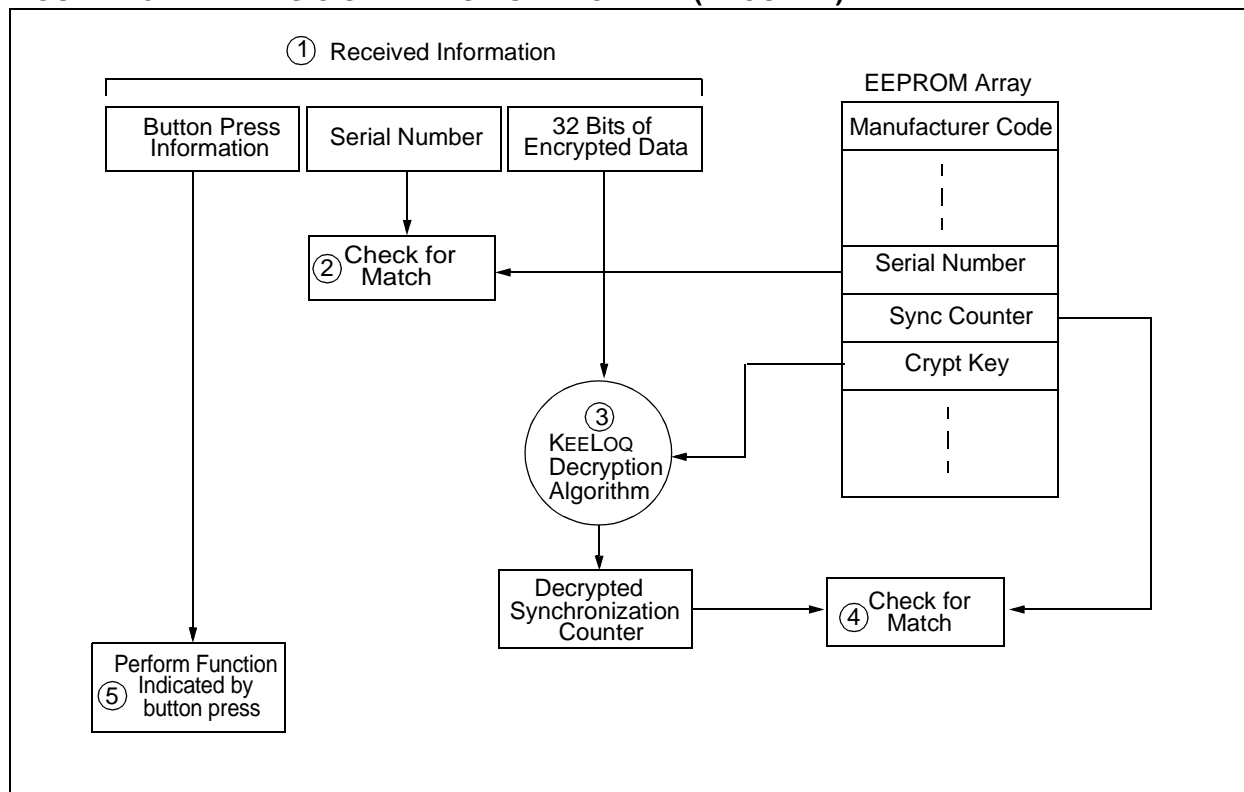 1 Received Information
EEPROM Array
Button Press
Information
Serial Number
32 Bits of
Encrypted Data
Manufacturer Code
2 Check for
Match
Serial Number
Sync Counter
Crypt Key
3
KEELOQ
Decryption
Algorithm
Decrypted
Synchronization
Counter
4 Check for
Match
Perform Function
5 Indicated by
button press